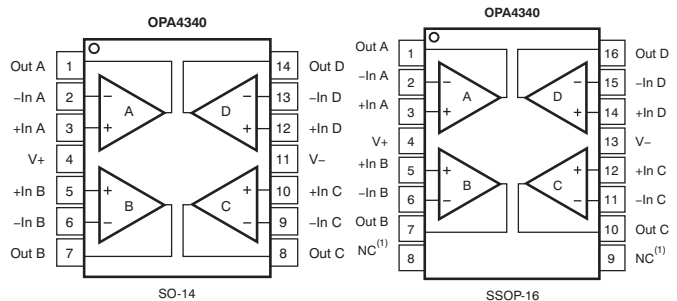 OPA4340
Out A 1 14 Out D
–In A 2 – – 13 –In D
A D
+In A 3 + + 12 +In D
V+ 4 11 V–
+In B 5 + + 10 +In C
B C
–In B 6 – – 9 –In C
Out B 7 8 Out C
SO-14
OPA4340
Out A 1 16 Out D
–In A 2 – – 15 –In D
A D
+In A 3 + + 14 +In D
V+ 4 13 V–
+In B 5 + + 12 +In C
B C
–In B 6 – – 11 –In C
Out B 7 10 Out C
NC(1) 8 9 NC(1)
SSOP-16